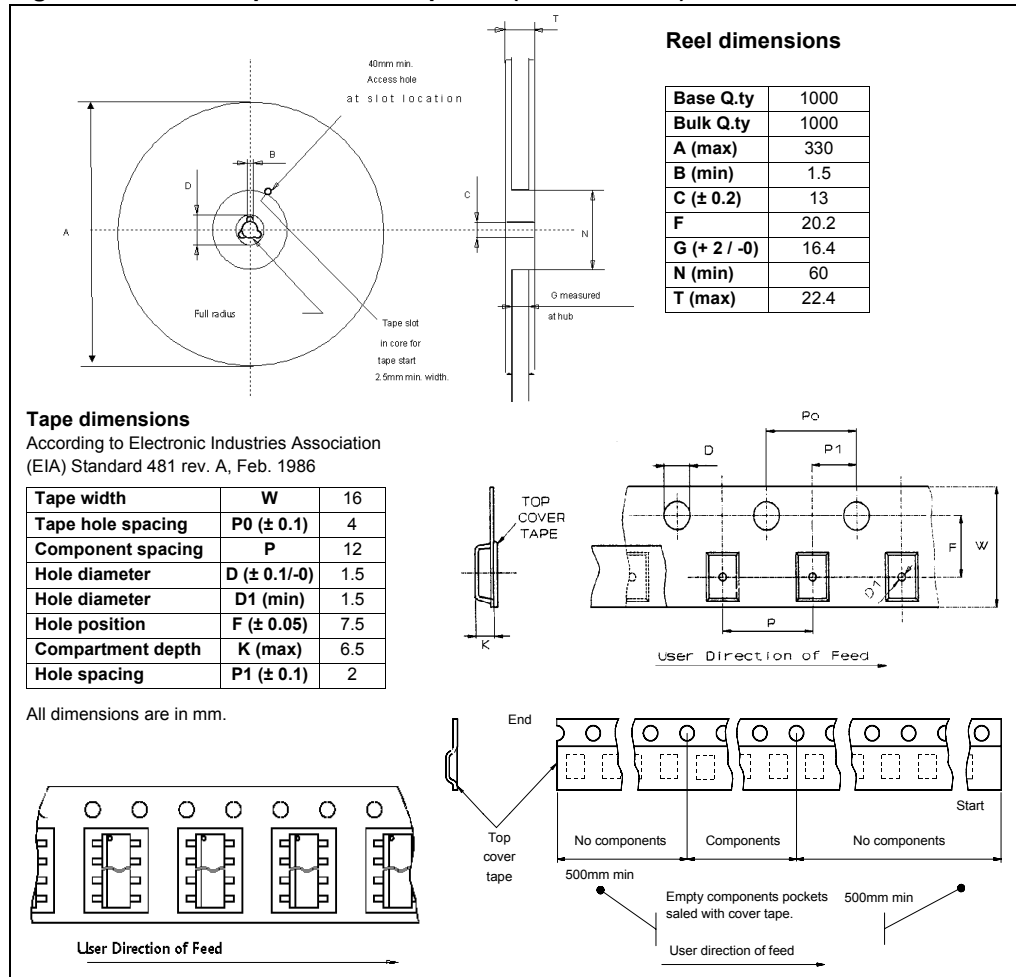 T
Reel dimensions
40mm min.
Access hole
at slot location
Base Q.ty 1000
Bulk Q.ty 1000
A (max) 330
B (min) 1.5
C (± 0.2) 13
F 20.2
G (+ 2 / -0) 16.4
N (min) 60
T (max) 22.4
B
D
C
A
N
Full radius
G measured
at hub
Tape slot
in core for
tape start
2.5mm min. width.
Tape dimensions
According to Electronic Industries Association
(EIA) Standard 481 rev. A, Feb. 1986
Tape width W 16
Tape hole spacing P0 (± 0.1) 4
Component spacing P 12
Hole diameter D (± 0.1/-0) 1.5
Hole diameter D1 (min) 1.5
Hole position F (± 0.05) 7.5
Compartment depth K (max) 6.5
Hole spacing P1 (± 0.1) 2
All dimensions are in mm.
Po
D
P1
TOP
COVER
TAPE
F
W
D1
K
P
User Direction of Feed
End
Start
Top
cover
tape
No components
Components
No components
500mm min
Empty components pockets
saled with cover tape.
500mm min
User direction of feed
User Direction of Feed